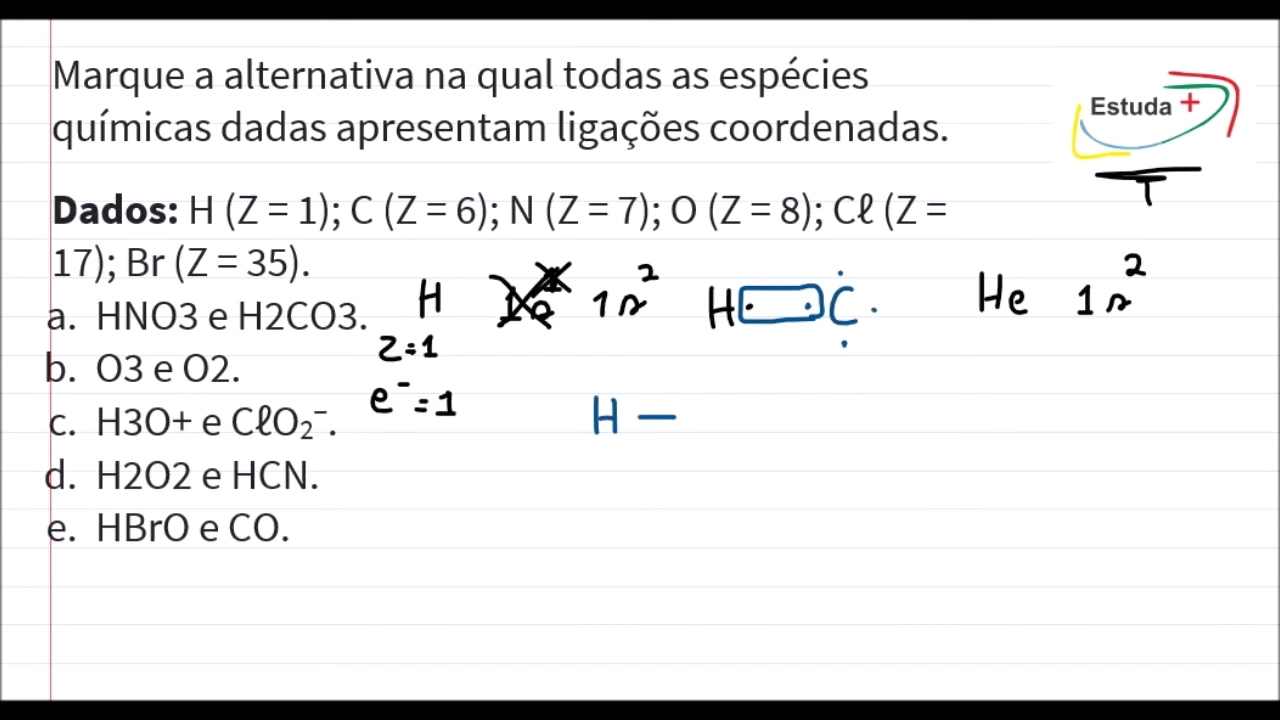 Marque a alternativa na qual todas as espécies
químicas dadas apresentam ligações coordenadas.
Estuda +
T
Dados: H (Z = 1); C (Z = 6); N (Z = 7); O (Z = 8); Cℓ (Z =
17); Br (Z = 35).
a. HNO3 e H2CO3.
b. O3 e O2.
c. H3O+ e CℓO₂⁻.
d. H2O2 e HCN.
e. HBrO e CO.
H 1s² H C He 1s²
Z=1
e⁻=1
H —